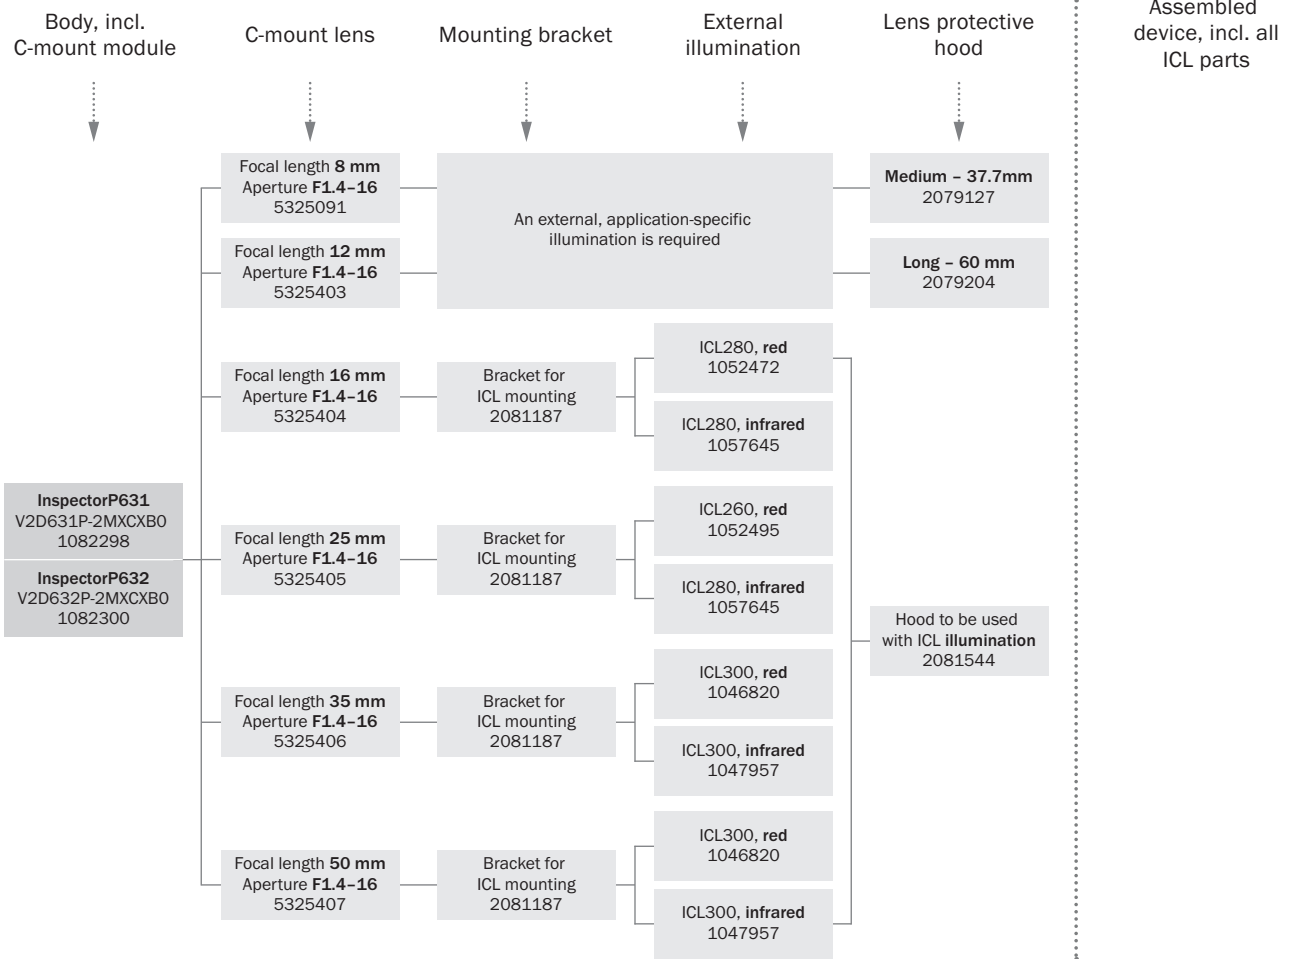 Body, incl.
C-mount module
C-mount lens
Mounting bracket
External
illumination
Lens protective
hood
Assembled
device, incl. all
ICL parts
Focal length 8 mm
Aperture F1.4–16
5325091
An external, application-specific
illumination is required
Medium – 37.7mm
2079127
Focal length 12 mm
Aperture F1.4–16
5325403
Long – 60 mm
2079204
Focal length 16 mm
Aperture F1.4–16
5325404
Bracket for
ICL mounting
2081187
ICL280, red
1052472
ICL280, infrared
1057645
InspectorP631
V2D631P-2MXCXB0
1082298
InspectorP632
V2D632P-2MXCXB0
1082300
Focal length 25 mm
Aperture F1.4–16
5325405
Bracket for
ICL mounting
2081187
ICL260, red
1052495
ICL280, infrared
1057645
Hood to be used
with ICL illumination
2081544
Focal length 35 mm
Aperture F1.4–16
5325406
Bracket for
ICL mounting
2081187
ICL300, red
1046820
ICL300, infrared
1047957
Focal length 50 mm
Aperture F1.4–16
5325407
Bracket for
ICL mounting
2081187
ICL300, red
1046820
ICL300, infrared
1047957